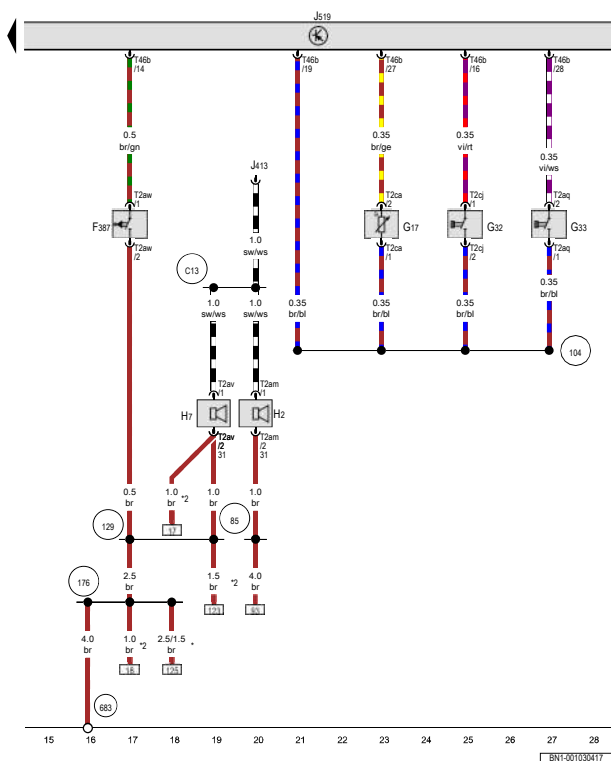 J519
T46b
/14
T46b
/19
T46b
/27
T46b
/16
T46b
/28
0.5
br/gn
0.35
br/ge
0.35
vi/rt
0.35
vi/ws
J413
T2aw
/1
T2ca
/2
T2cj
/1
T2aq
/2
F387
G17
G32
G33
T2aw
/2
T2ca
/1
T2cj
/2
T2aq
/1
1.0
sw/ws
C13
0.35
br/bl
1.0
sw/ws
1.0
sw/ws
0.35
br/bl
0.35
br/bl
0.35
br/bl
104
T2av
/1
T2am
/1
H7
H2
T2av
/2
31
T2am
/2
31
0.5
br
1.0
br
*2
1.0
br
1.0
br
129
85
17
2.5
br
1.5
br
*2
4.0
br
176
123
93
4.0
br
1.0
br
*2
2.5/1.5
br
*
125
683
15 16 17 18 19 20 21 22 23 24 25 26 27 28
BN1-001030417